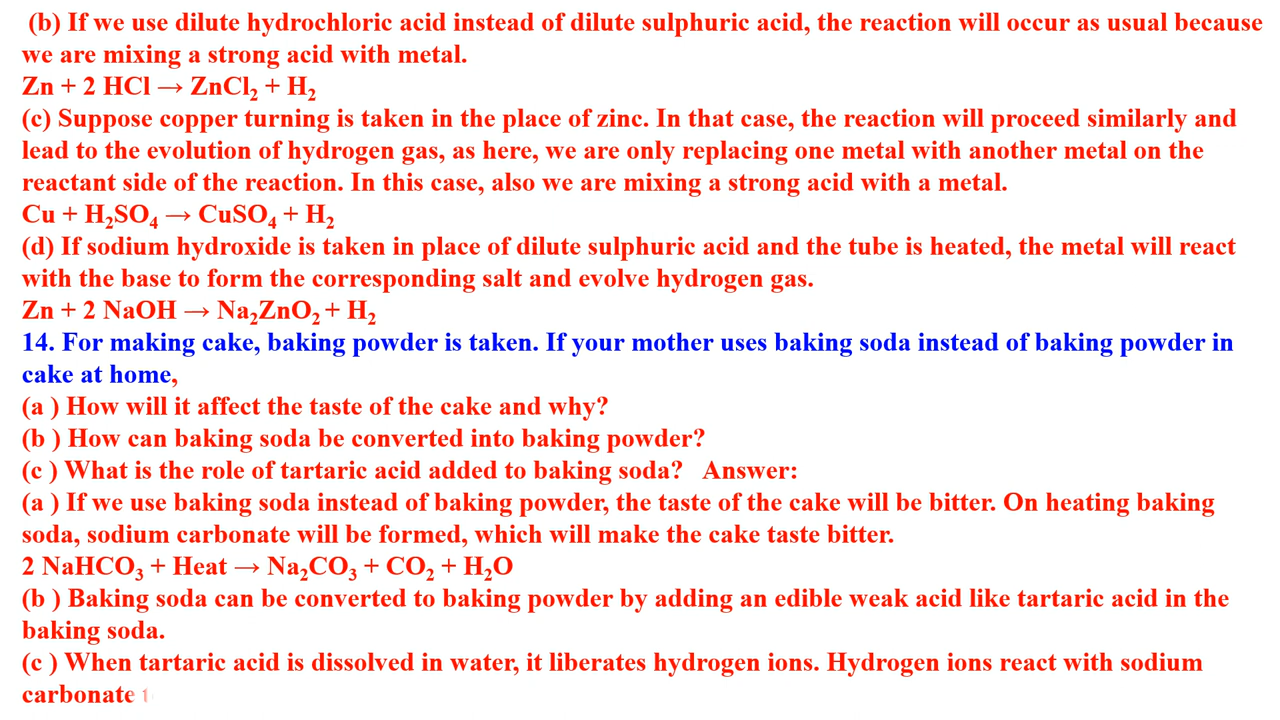 (b) If we use dilute hydrochloric acid instead of dilute sulphuric acid, the reaction will occur as usual because
we are mixing a strong acid with metal.
Zn + 2 HCl → ZnCl₂ + H₂
(c) Suppose copper turning is taken in the place of zinc. In that case, the reaction will proceed similarly and
lead to the evolution of hydrogen gas, as here, we are only replacing one metal with another metal on the
reactant side of the reaction. In this case, also we are mixing a strong acid with a metal.
Cu + H₂SO₄ → CuSO₄ + H₂
(d) If sodium hydroxide is taken in place of dilute sulphuric acid and the tube is heated, the metal will react
with the base to form the corresponding salt and evolve hydrogen gas.
Zn + 2 NaOH → Na₂ZnO₂ + H₂
14. For making cake, baking powder is taken. If your mother uses baking soda instead of baking powder in
cake at home,
(a ) How will it affect the taste of the cake and why?
(b ) How can baking soda be converted into baking powder?
(c ) What is the role of tartaric acid added to baking soda? Answer:
(a ) If we use baking soda instead of baking powder, the taste of the cake will be bitter. On heating baking
soda, sodium carbonate will be formed, which will make the cake taste bitter.
2 NaHCO₃ + Heat → Na₂CO₃ + CO₂ + H₂O
(b ) Baking soda can be converted to baking powder by adding an edible weak acid like tartaric acid in the
baking soda.
(c ) When tartaric acid is dissolved in water, it liberates hydrogen ions. Hydrogen ions react with sodium
carbonate